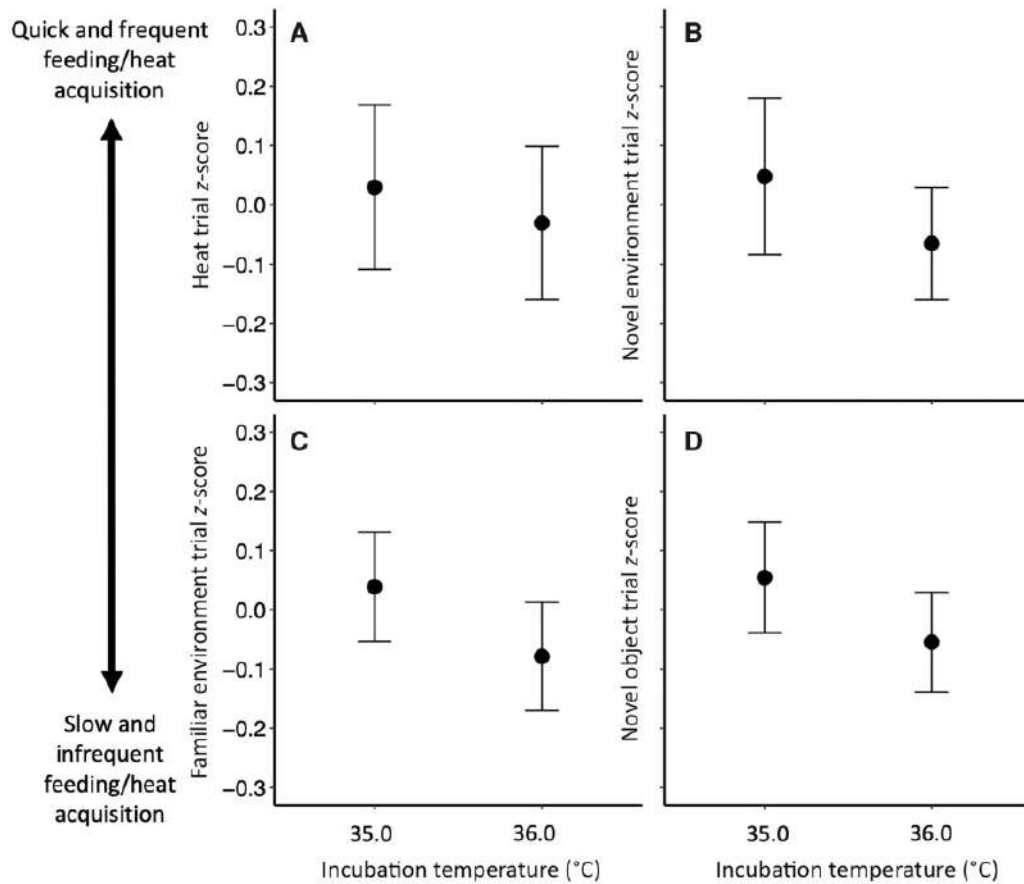 Quick and frequent
feeding/heat
acquisition
Slow and
infrequent
feeding/heat
acquisition
A
Heat trial z-score
0.3
0.2
0.1
0.0
−0.1
−0.2
−0.3
B
Novel environment trial z-score
C
Familiar environment trial z-score
0.3
0.2
0.1
0.0
−0.1
−0.2
−0.3
35.0 36.0
Incubation temperature (°C)
D
Novel object trial z-score
35.0 36.0
Incubation temperature (°C)